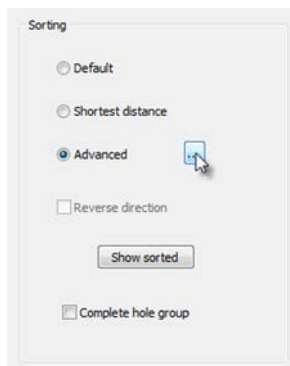 Sorting
Default
Shortest distance
Advanced
...
Reverse direction
Show sorted
Complete hole group